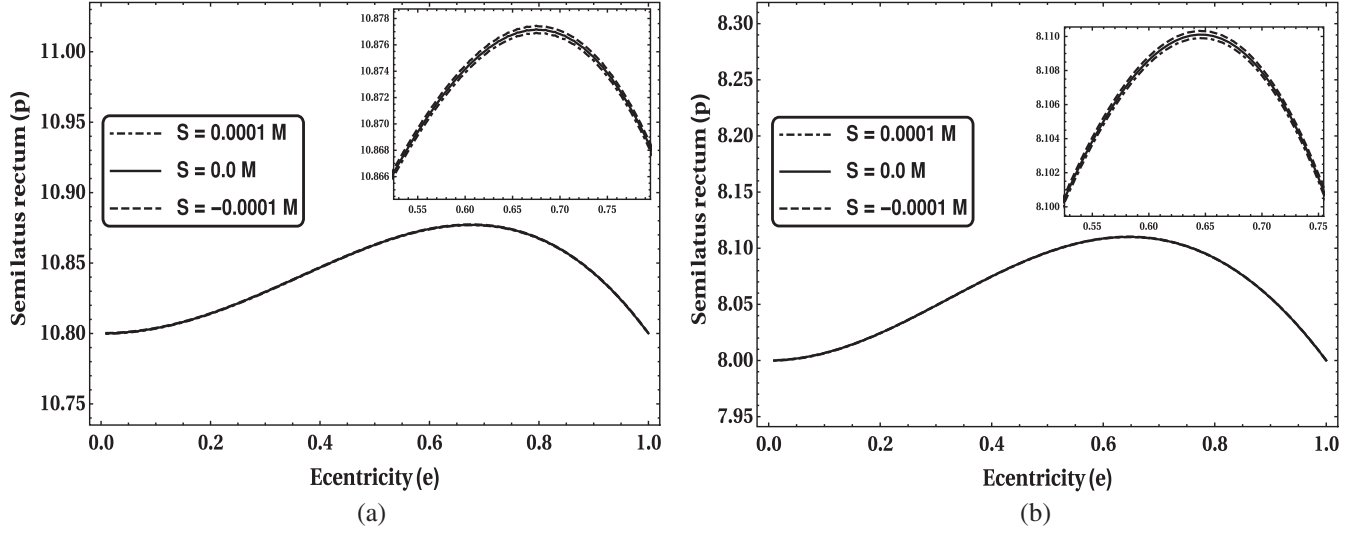 11.00
10.95
10.90
10.85
10.80
10.75
Semi latus rectum (p)
S = 0.0001 M
S = 0.0 M
S = −0.0001 M
10.878
10.876
10.874
10.872
10.870
10.868
10.866
0.55 0.60 0.65 0.70 0.75
0.0 0.2 0.4 0.6 0.8 1.0
Ecentricity (e)
(a)
8.30
8.25
8.20
8.15
8.10
8.05
8.00
7.95
Semi latus rectum (p)
S = 0.0001 M
S = 0.0 M
S = −0.0001 M
8.110
8.108
8.106
8.104
8.102
8.100
0.55 0.60 0.65 0.70 0.75
0.0 0.2 0.4 0.6 0.8 1.0
Ecentricity (e)
(b)